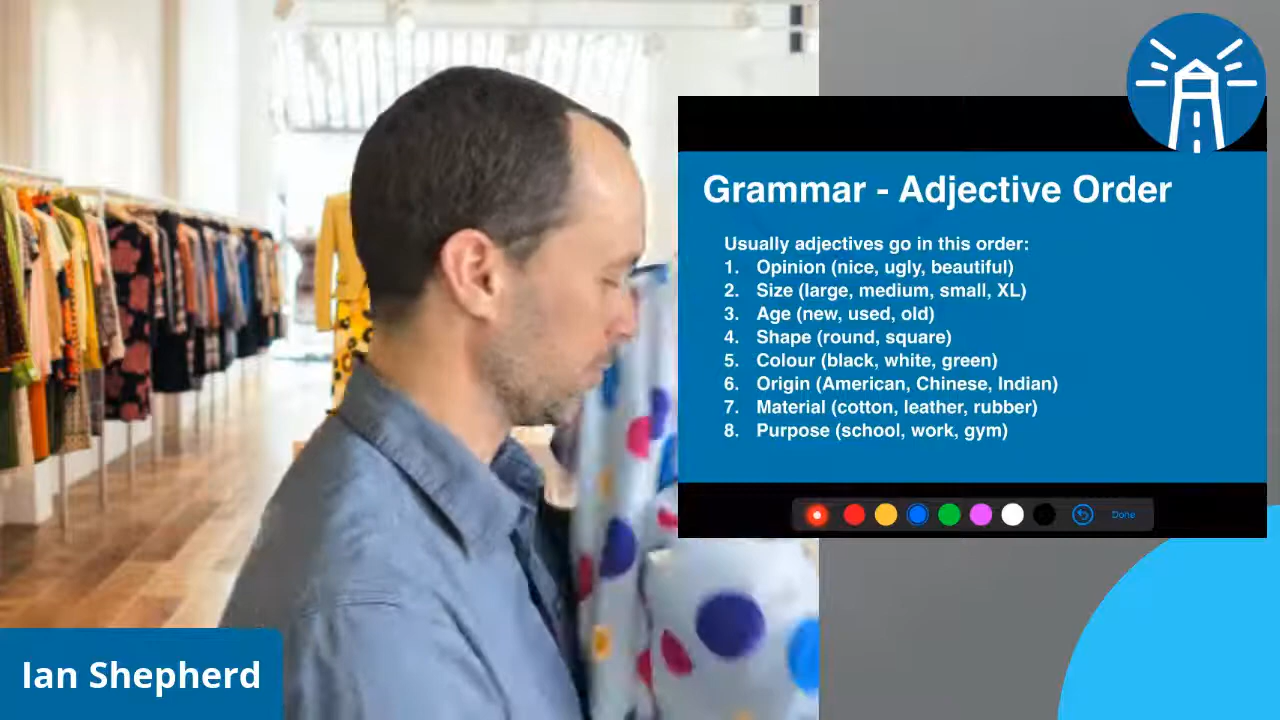 Grammar - Adjective Order
Usually adjectives go in this order:
1. Opinion (nice, ugly, beautiful)
2. Size (large, medium, small, XL)
3. Age (new, used, old)
4. Shape (round, square)
5. Colour (black, white, green)
6. Origin (American, Chinese, Indian)
7. Material (cotton, leather, rubber)
8. Purpose (school, work, gym)
Done
Ian Shepherd